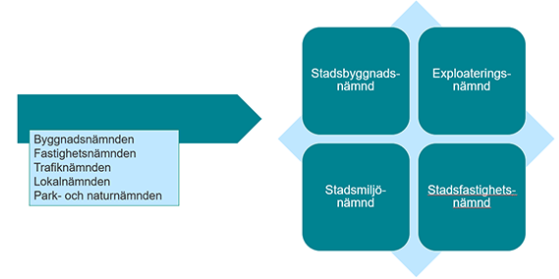 Byggnadsnämnden
Fastighetsnämnden
Trafiknämnden
Lokalnämnden
Park- och naturnämnden
Stadsbyggnads-
nämnd
Exploaterings-
nämnd
Stadsmiljö-
nämnd
Stadsfastighets-
nämnd